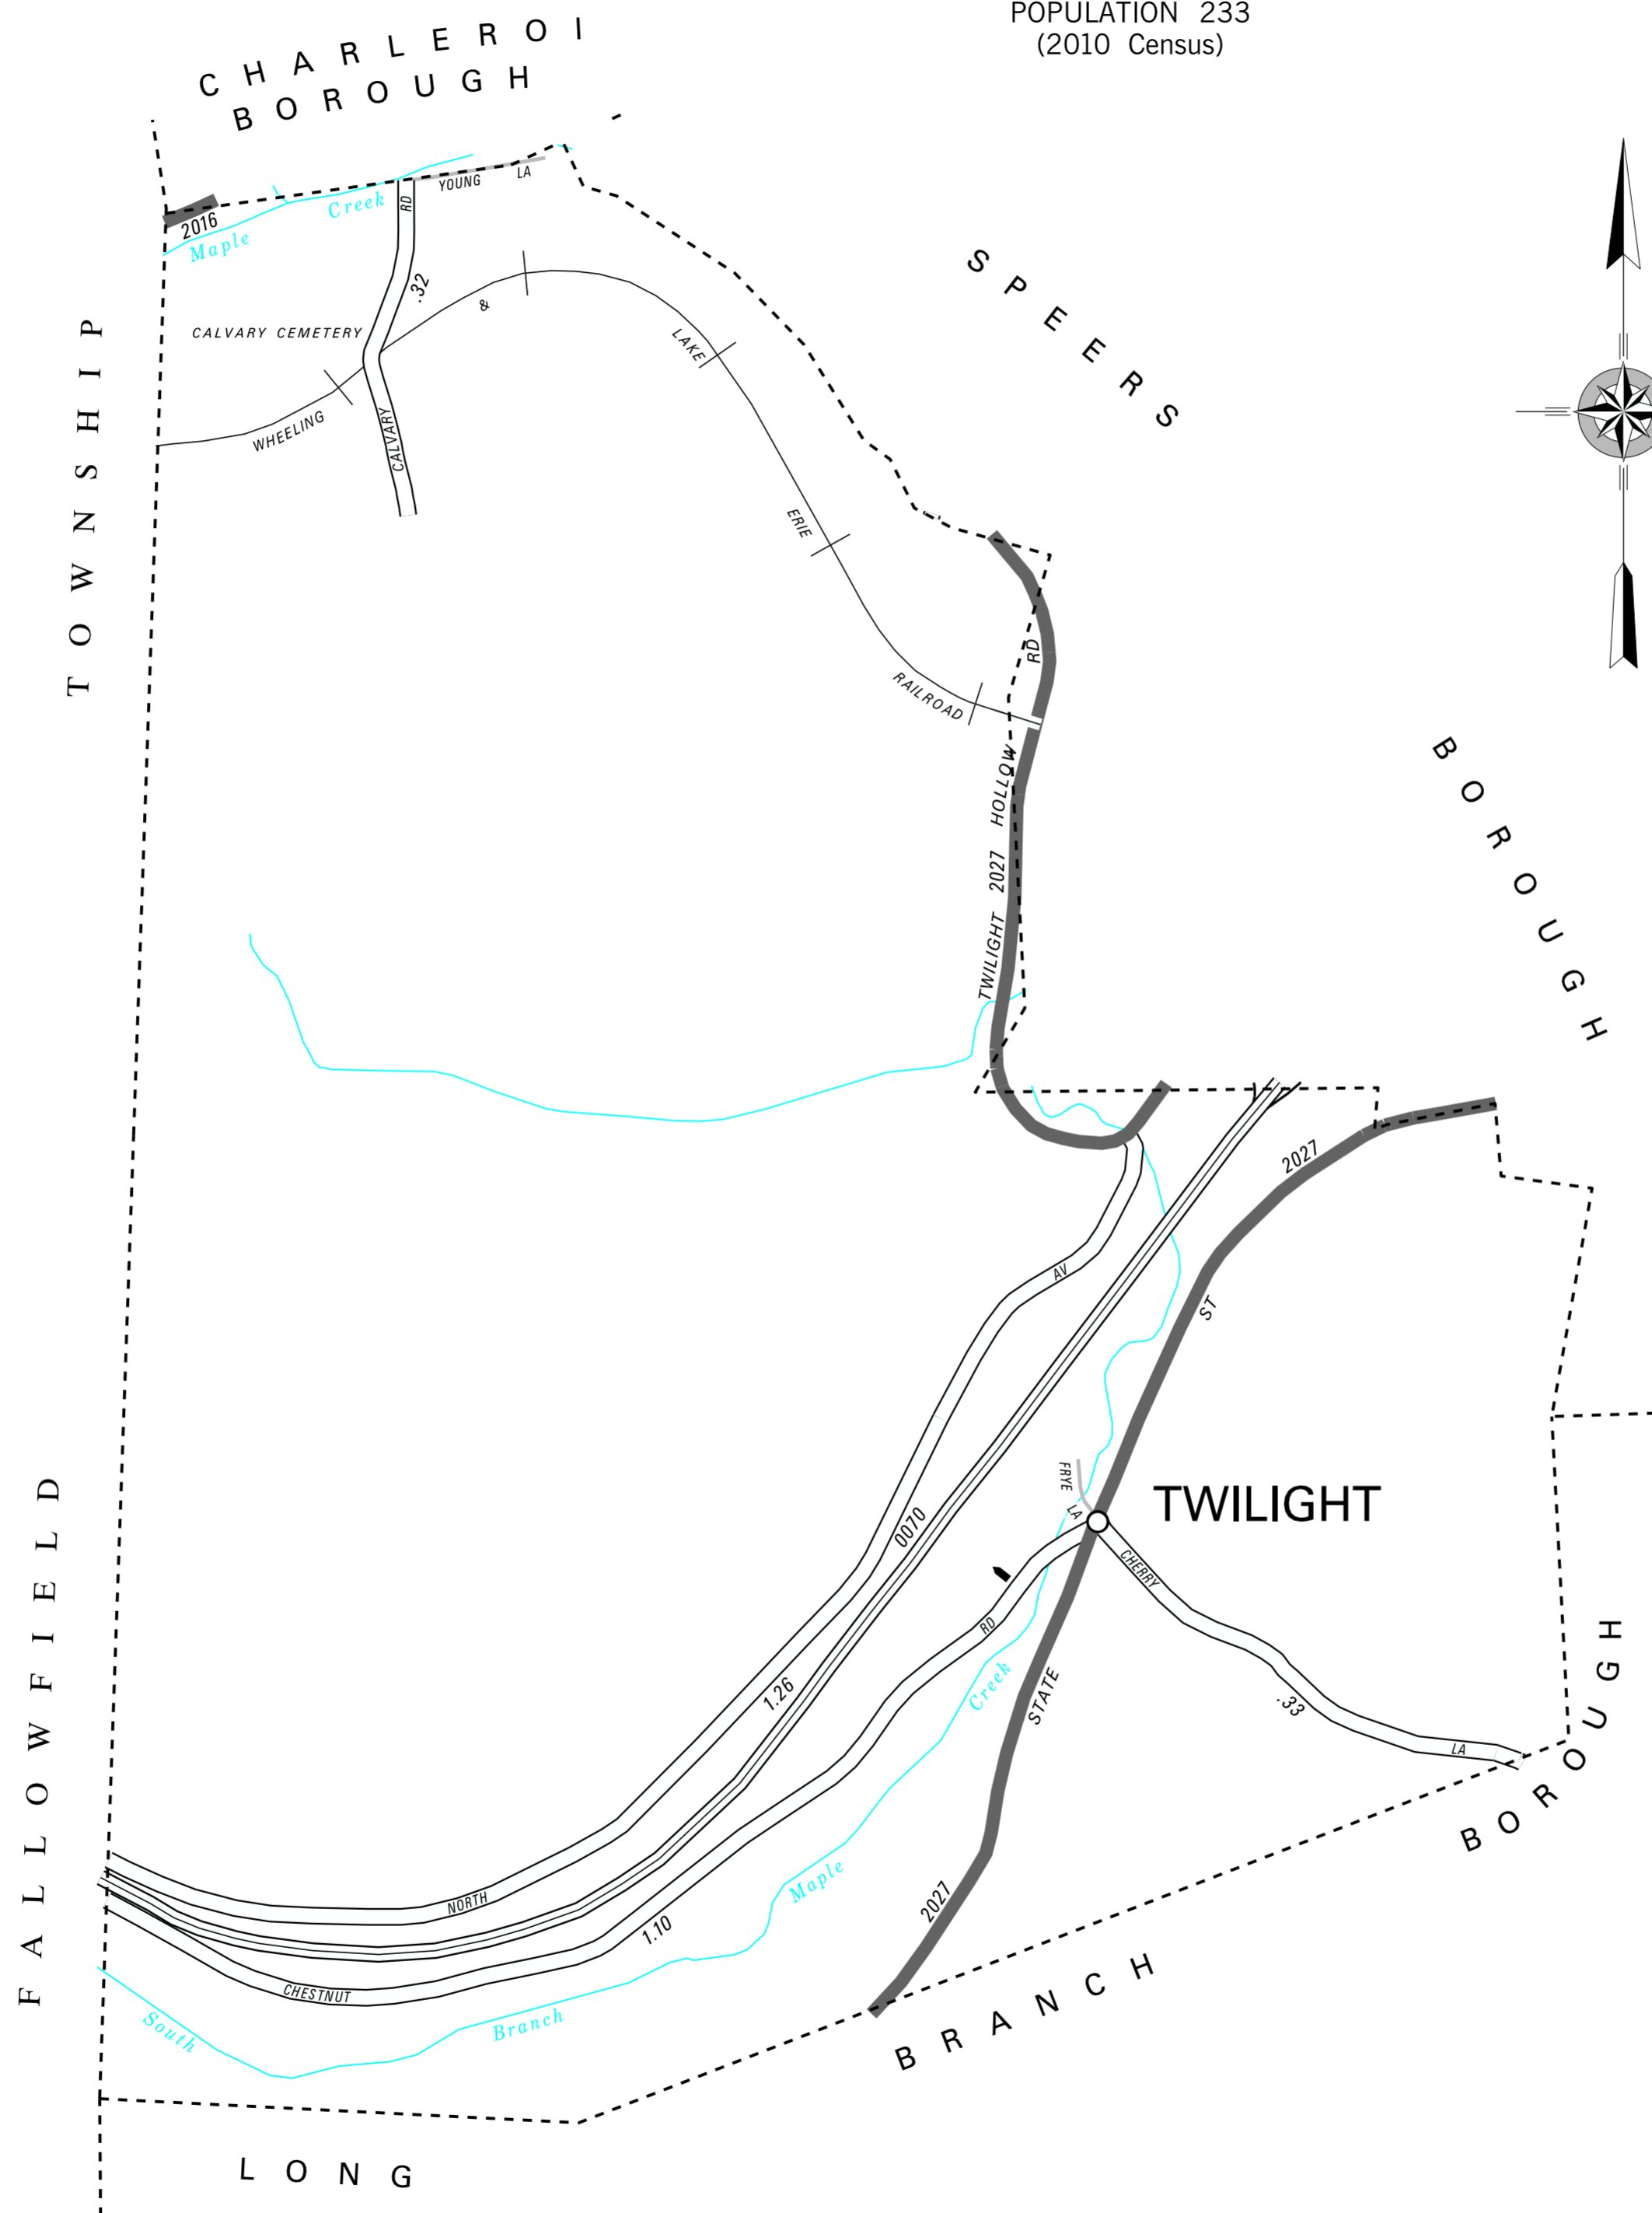 POPULATION 233
(2010 Census)
CHARLEROI
BOROUGH
YOUNG LA
2016
Maple Creek
RD
.32
CALVARY CEMETERY
CALVARY
WHEELING & LAKE ERIE RAILROAD
SPEERS
BOROUGH
TOWNSHIP
RD
HOLLOW
2027
TWILIGHT
2027
ST
AV
FRYE LA
TWILIGHT
0070
CHERRY
RD
1.26
Creek
STATE
.33
LA
Maple
NORTH
1.10
2027
CHESTNUT
South Branch
FALLOWFIELD
LONG
BRANCH
BOROUGH